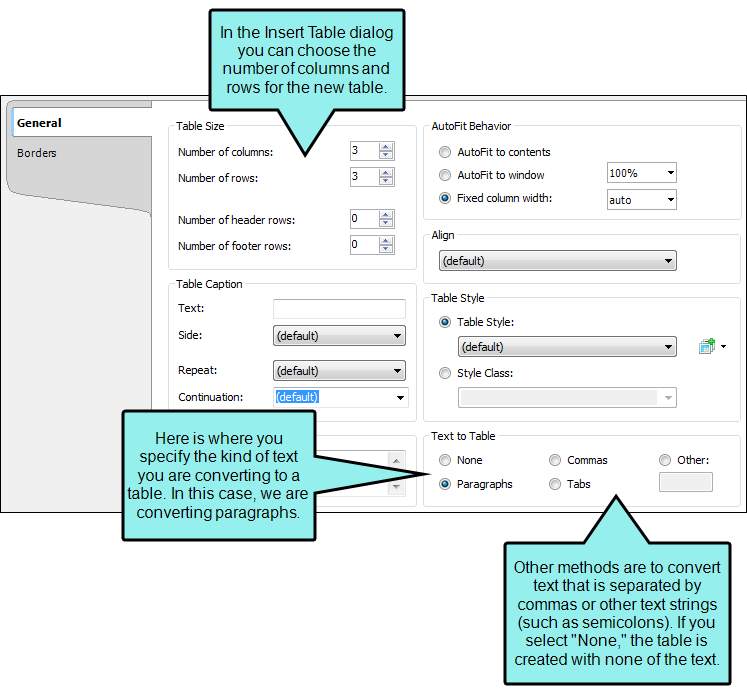 In the Insert Table dialog
you can choose the
number of columns and
rows for the new table.
General
Borders
Table Size
Number of columns:
3
Number of rows:
3
Number of header rows:
0
Number of footer rows:
0
Table Caption
Text:
Side:
(default)
Repeat:
(default)
Continuation:
(default)
AutoFit Behavior
AutoFit to contents
AutoFit to window
100%
Fixed column width:
auto
Align
(default)
Table Style
Table Style:
(default)
Style Class:
Text to Table
None
Commas
Other:
Paragraphs
Tabs
Here is where you
specify the kind of text
you are converting to a
table. In this case, we are
converting paragraphs.
Other methods are to convert
text that is separated by
commas or other text strings
(such as semicolons). If you
select "None," the table is
created with none of the text.